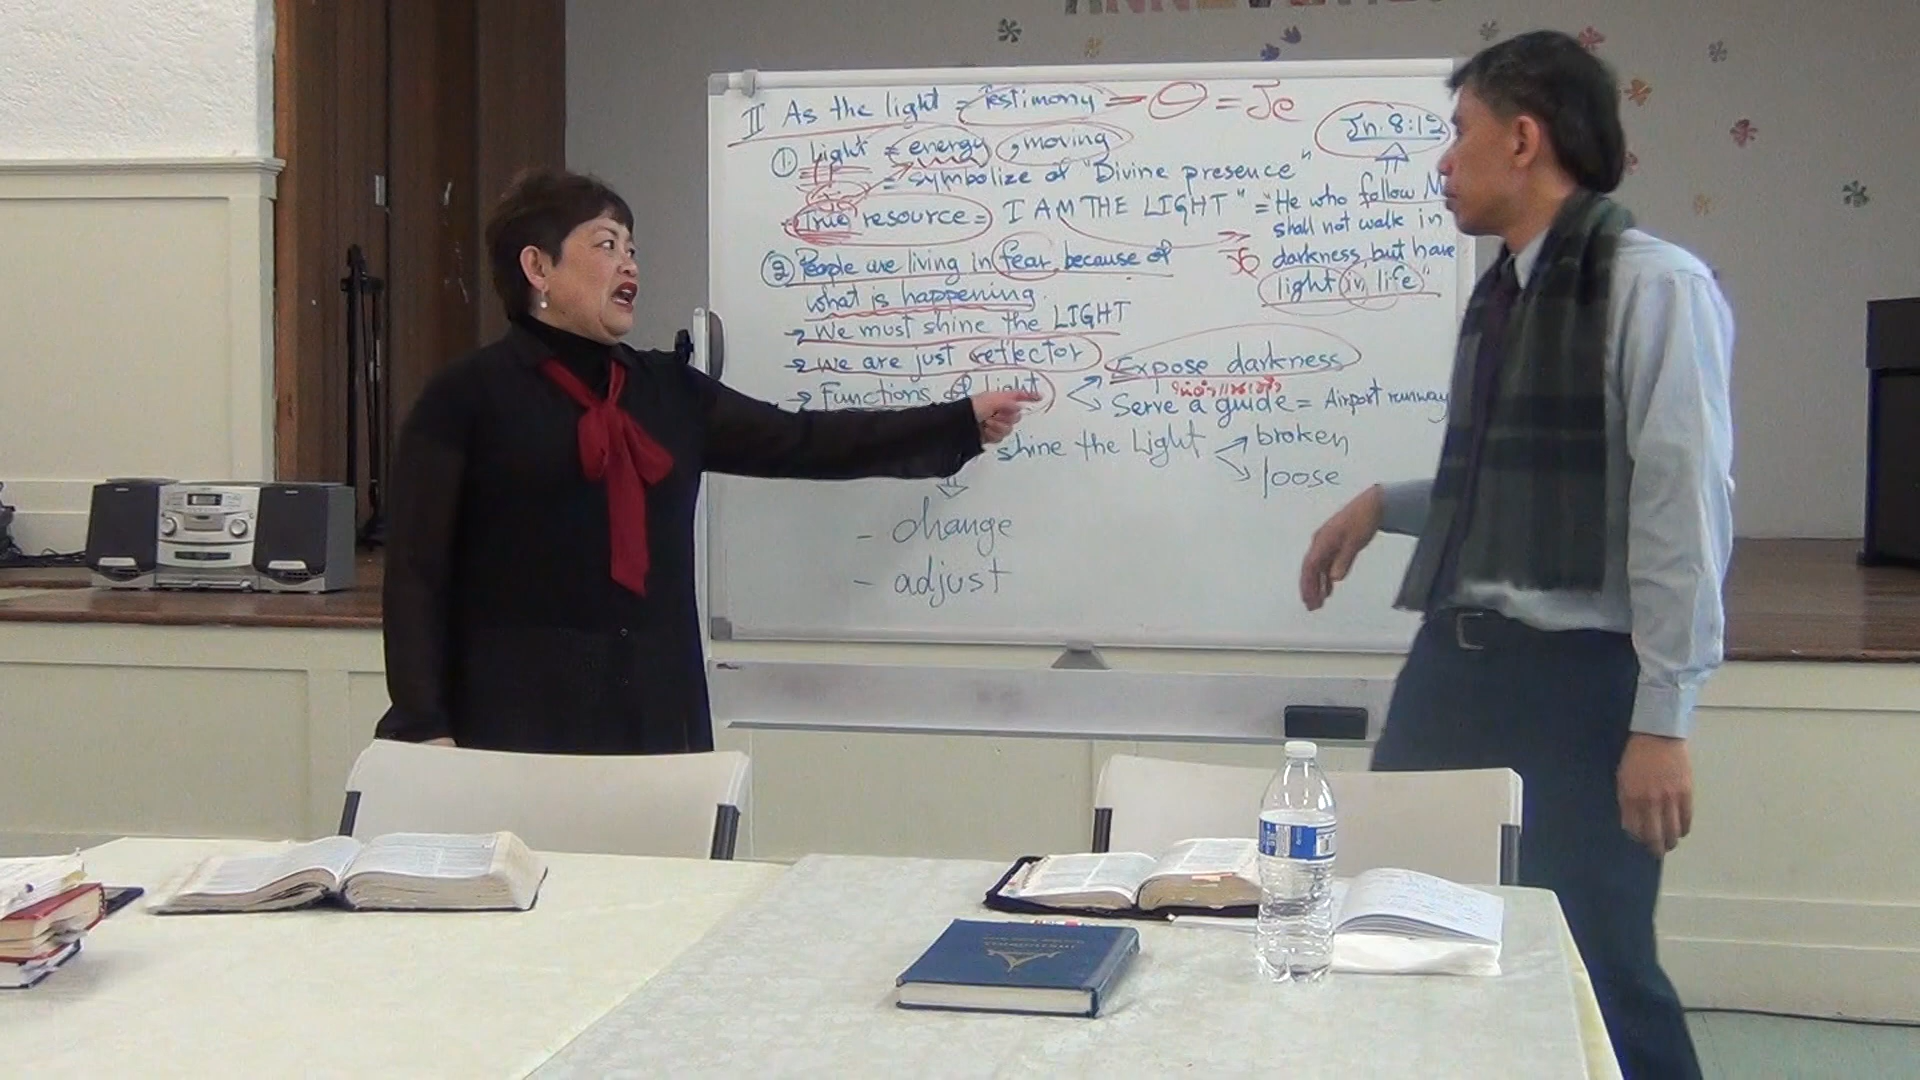 II As the light = Testimony → = Je
Jn. 8:12
① Light = energy, moving
= symbolize of "Divine presence"
True resource = I AM THE LIGHT" = "He who follow M
shall not walk in
darkness, but have
light in life"
② People are living in fear because of
what is happening.
→ We must shine the LIGHT
→ we are just reflector
Expose darkness
→ Functions of Light
Serve a guide = Airport runway
shine the Light
broken
loose
- change
- adjust